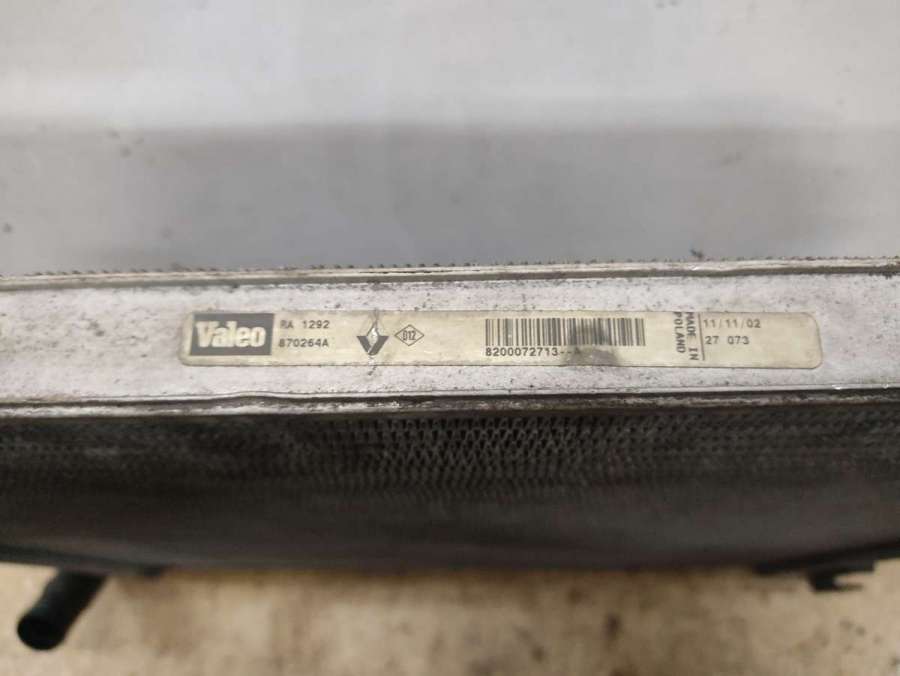 Valeo
RA 1292
870264A
D12
8200072713--A
MADE IN
POLAND
11/11/02
27 073